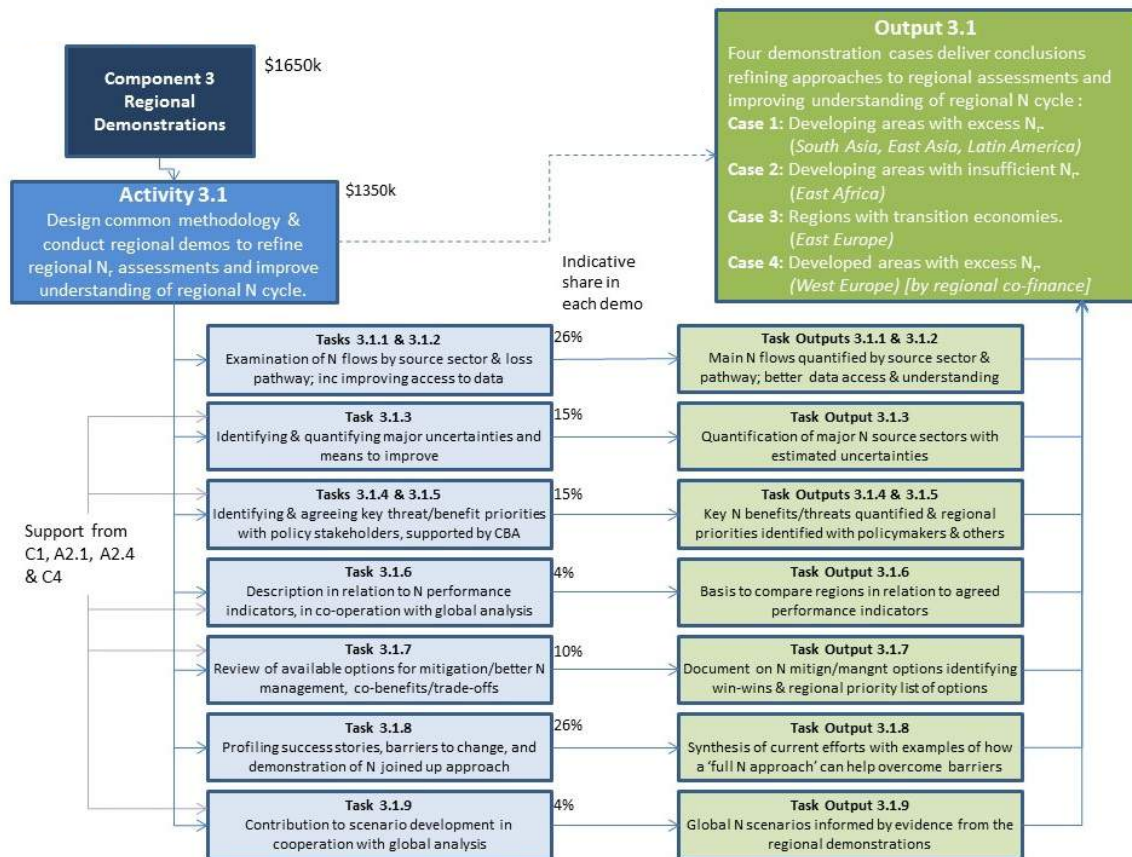 Component 3
Regional
Demonstrations
$1650k
Activity 3.1
Design common methodology &
conduct regional demos to refine
regional Nr assessments and improve
understanding of regional N cycle.
$1350k
Output 3.1
Four demonstration cases deliver conclusions
refining approaches to regional assessments and
improving understanding of regional N cycle :
Case 1: Developing areas with excess Nr.
(South Asia, East Asia, Latin America)
Case 2: Developing areas with insufficient Nr.
(East Africa)
Case 3: Regions with transition economies.
(East Europe)
Case 4: Developed areas with excess Nr.
(West Europe) [by regional co-finance]
Indicative
share in
each demo
Tasks 3.1.1 & 3.1.2
Examination of N flows by source sector & loss
pathway; inc improving access to data
26%
Task Outputs 3.1.1 & 3.1.2
Main N flows quantified by source sector &
pathway; better data access & understanding
Task 3.1.3
Identifying & quantifying major uncertainties and
means to improve
15%
Task Output 3.1.3
Quantification of major N source sectors with
estimated uncertainties
Tasks 3.1.4 & 3.1.5
Identifying & agreeing key threat/benefit priorities
with policy stakeholders, supported by CBA
15%
Task Outputs 3.1.4 & 3.1.5
Key N benefits/threats quantified & regional
priorities identified with policymakers & others
Support from
C1, A2.1, A2.4
& C4
Task 3.1.6
Description in relation to N performance
indicators, in co-operation with global analysis
4%
Task Output 3.1.6
Basis to compare regions in relation to agreed
performance indicators
Task 3.1.7
Review of available options for mitigation/better N
management, co-benefits/trade-offs
10%
Task Output 3.1.7
Document on N mitign/mangnt options identifying
win-wins & regional priority list of options
Task 3.1.8
Profiling success stories, barriers to change, and
demonstration of N joined up approach
26%
Task Output 3.1.8
Synthesis of current efforts with examples of how
a ‘full N approach’ can help overcome barriers
Task 3.1.9
Contribution to scenario development in
cooperation with global analysis
4%
Task Output 3.1.9
Global N scenarios informed by evidence from the
regional demonstrations